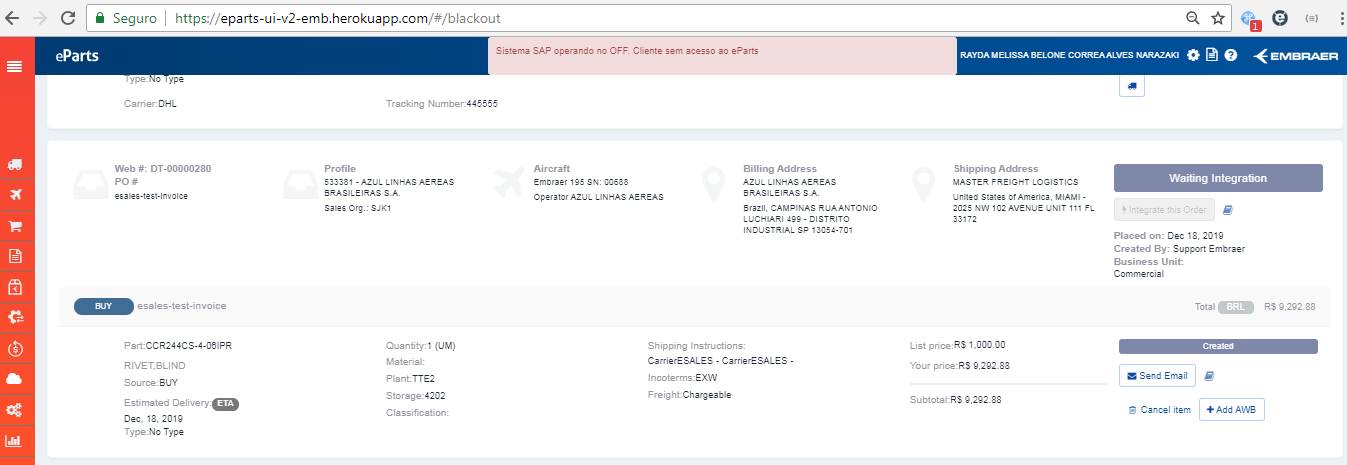 Seguro https://eparts-ui-v2-emb.herokuapp.com/#/blackout
1
eParts
Sistema SAP operando no OFF. Cliente sem acesso ao eParts
RAYDA MELISSA BELONE CORREA ALVES NARAZAKI
EMBRAER
Type:No Type
Carrier:DHL
Tracking Number:445555
Web #: DT-00000280
PO #
esales-test-invoice
Profile
533381 - AZUL LINHAS AEREAS
BRASILEIRAS S.A.
Sales Org.: SJK1
Aircraft
Embraer 195 SN: 00688
Operator AZUL LINHAS AEREAS
Billing Address
AZUL LINHAS AEREAS
BRASILEIRAS S.A.
Brazil, CAMPINAS RUA ANTONIO
LUCHIARI 499 - DISTRITO
INDUSTRIAL SP 13054-701
Shipping Address
MASTER FREIGHT LOGISTICS
United States of America, MIAMI -
2025 NW 102 AVENUE UNIT 111 FL
33172
Waiting Integration
Integrate this Order
Placed on: Dec 18, 2019
Created By: Support Embraer
Business Unit:
Commercial
BUY esales-test-invoice
Total BRL R$ 9,292.88
Part:CCR244CS-4-06IPR
RIVET,BLIND
Source:BUY
Estimated Delivery: ETA
Dec, 18, 2019
Type:No Type
Quantity:1 (UM)
Material:
Plant:TTE2
Storage:4202
Classification:
Shipping Instructions:
CarrierESALES - CarrierESALES -
Incoterms:EXW
Freight:Chargeable
List price:R$ 1,000.00
Your price:R$ 9,292.88
Subtotal:R$ 9,292.88
Created
Send Email
Cancel item
+ Add AWB